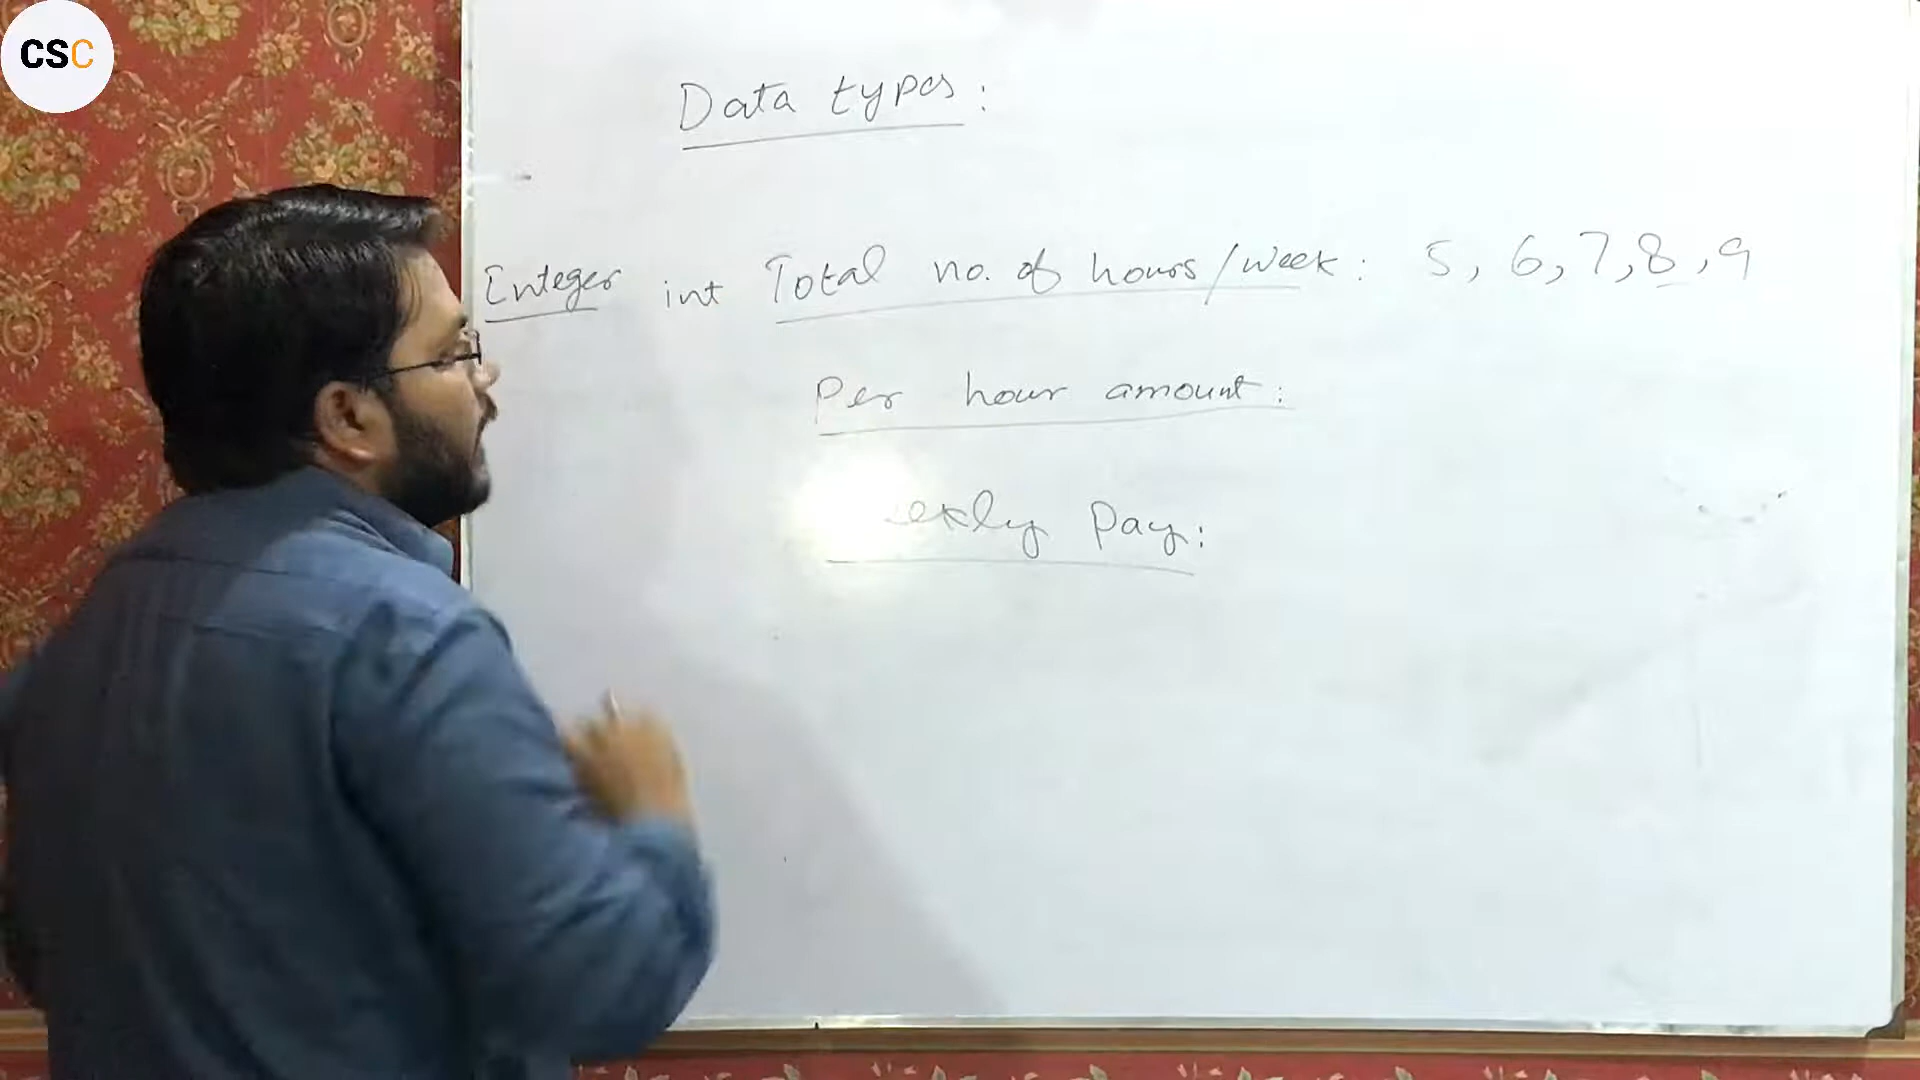 CSC
Data types:
Integer int Total no. of hours/week: 5, 6, 7, 8, 9
Per hour amount:
ekly Pay: